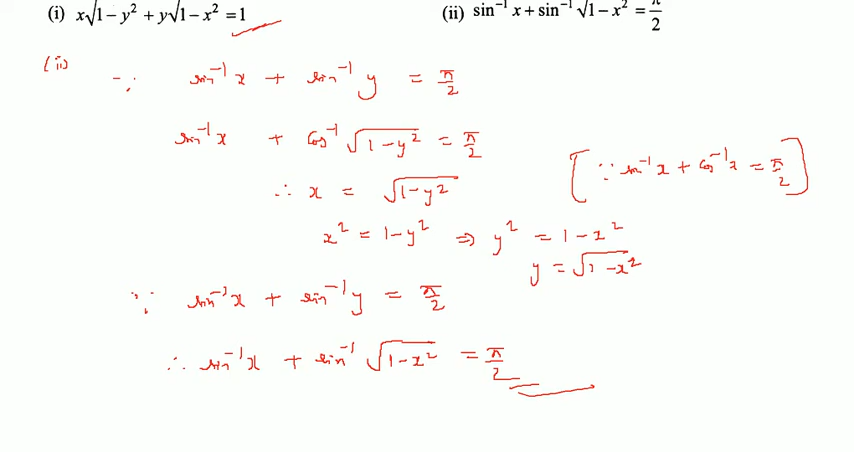 (i) x√1−y² + y√1−x² = 1 (ii) sin⁻¹ x + sin⁻¹ √1−x² = π/2
(ii) ∵ sin⁻¹x + sin⁻¹y = π/2
sin⁻¹x + cos⁻¹√1−y² = π/2
[∵ sin⁻¹x + cos⁻¹x = π/2]
∴ x = √1−y²
x² = 1−y² ⇒ y² = 1−x²
y = √1−x²
∵ sin⁻¹x + sin⁻¹y = π/2
∴ sin⁻¹x + sin⁻¹√1−x² = π/2